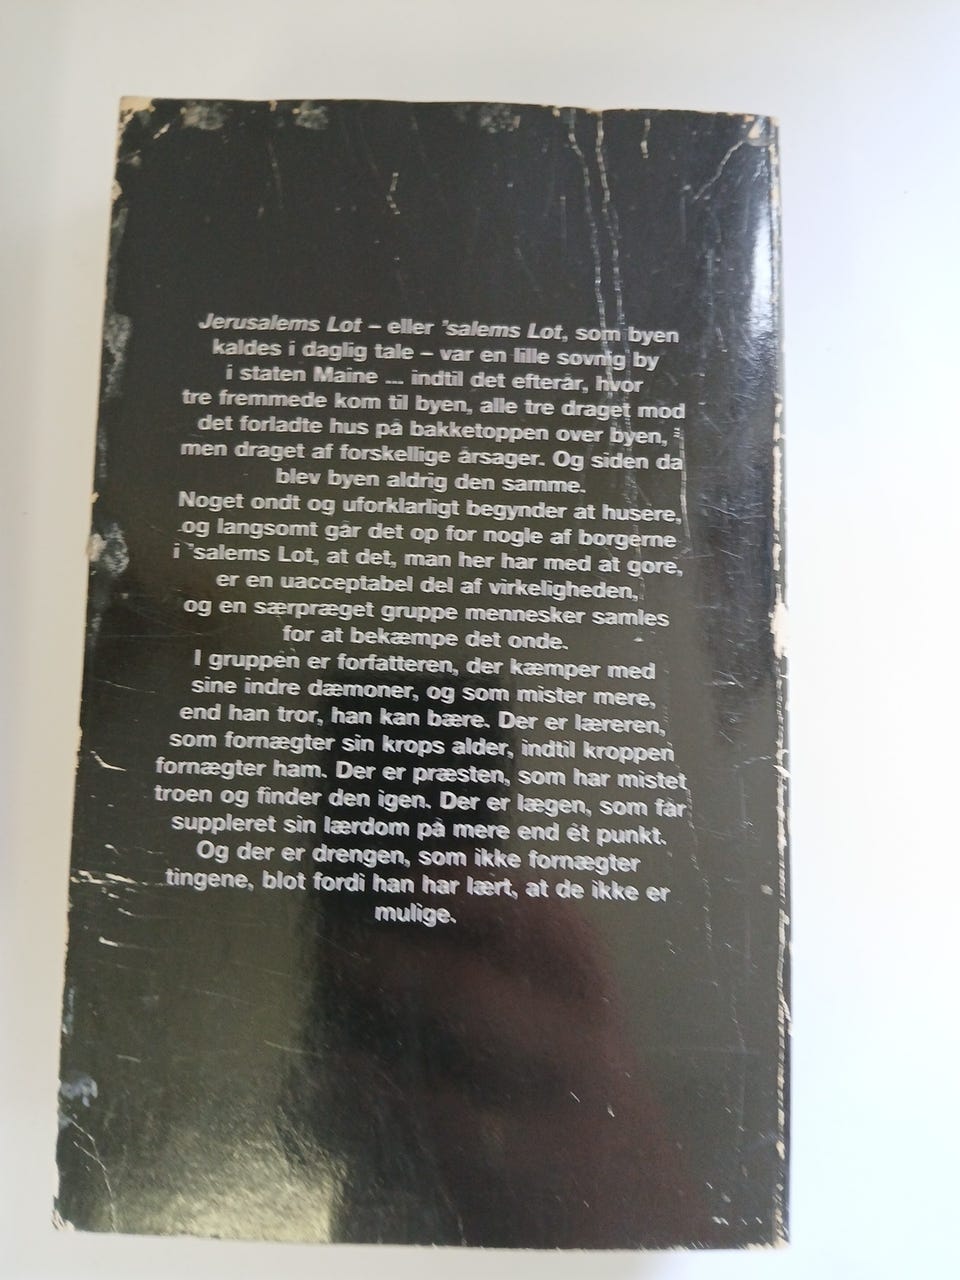 Jerusalems Lot – eller 'salems Lot, som byen
kaldes i daglig tale – var en lille søvnig by
i staten Maine ... indtil det efterår, hvor
tre fremmede kom til byen, alle tre draget mod
det forladte hus på bakketoppen over byen,
men draget af forskellige årsager. Og siden da
blev byen aldrig den samme.
Noget ondt og uforklarligt begynder at husere,
og langsomt går det op for nogle af borgerne
i 'salems Lot, at det, man her har med at gøre,
er en uacceptabel del af virkeligheden,
og en særpræget gruppe mennesker samles
for at bekæmpe det onde.
I gruppen er forfatteren, der kæmper med
sine indre dæmoner, og som mister mere,
end han tror, han kan bære. Der er læreren,
som fornægter sin krops alder, indtil kroppen
fornægter ham. Der er præsten, som har mistet
troen og finder den igen. Der er lægen, som får
suppleret sin lærdom på mere end ét punkt.
Og der er drengen, som ikke fornægter
tingene, blot fordi han har lært, at de ikke er
mulige.